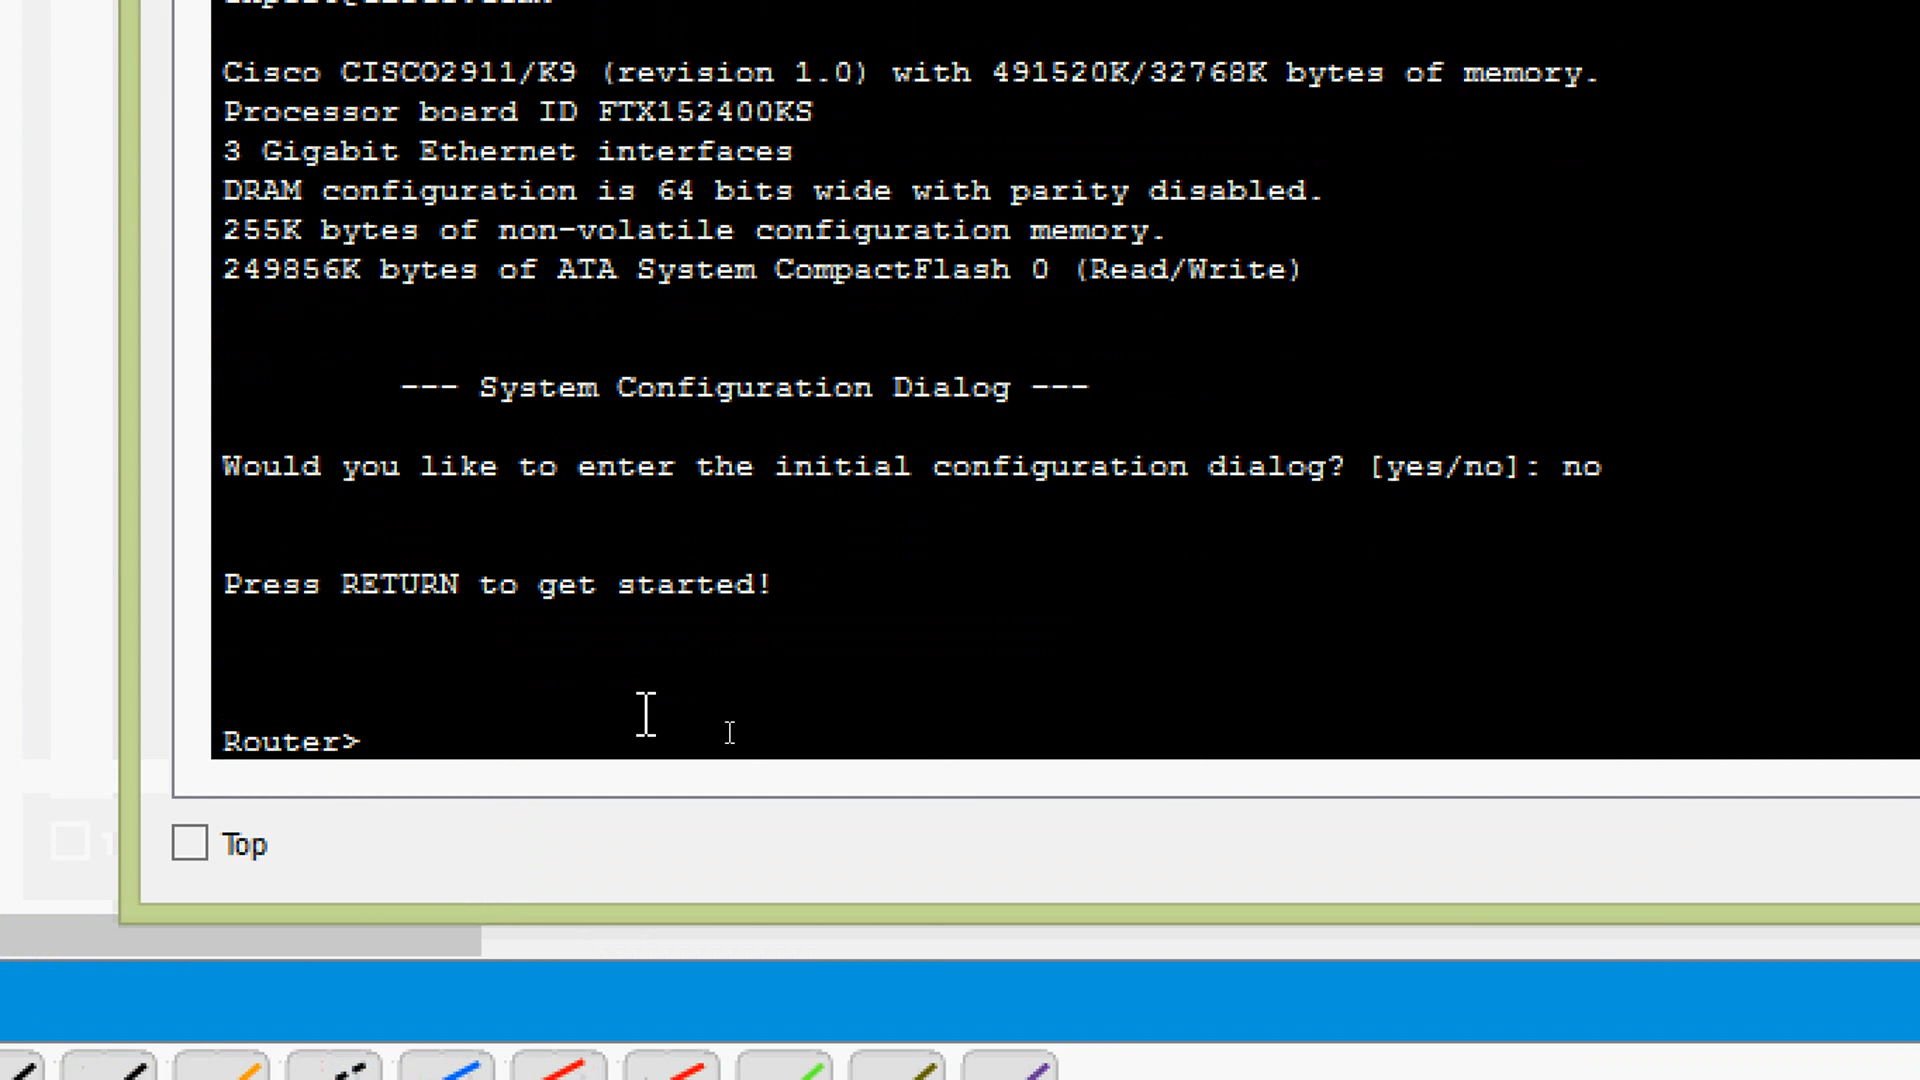 Cisco CISCO2911/K9 (revision 1.0) with 491520K/32768K bytes of memory.
Processor board ID FTX152400KS
3 Gigabit Ethernet interfaces
DRAM configuration is 64 bits wide with parity disabled.
255K bytes of non-volatile configuration memory.
249856K bytes of ATA System CompactFlash 0 (Read/Write)
--- System Configuration Dialog ---
Would you like to enter the initial configuration dialog? [yes/no]: no
Press RETURN to get started!
Router>
Top